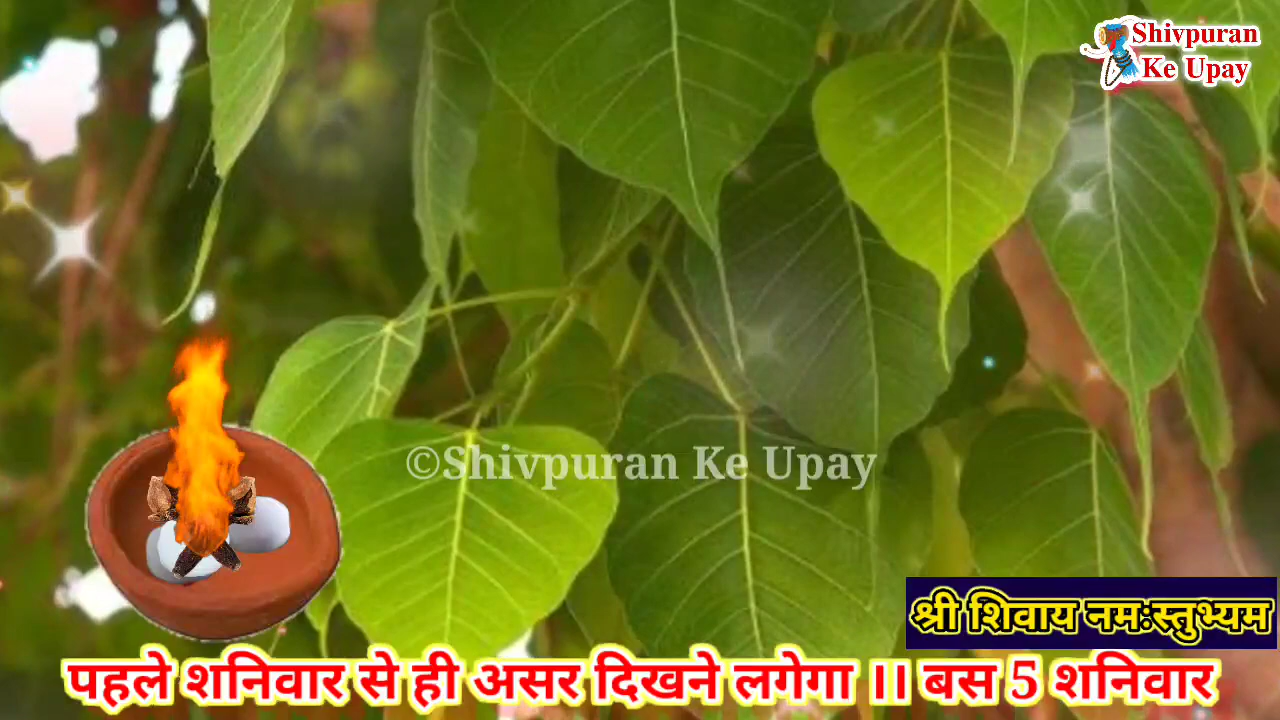 Shivpuran
Ke Upay
©Shivpuran Ke Upay
श्री शिवाय नमःस्तुभ्यम
पहले शनिवार से ही असर दिखने लगेगा ।। बस 5 शनिवार